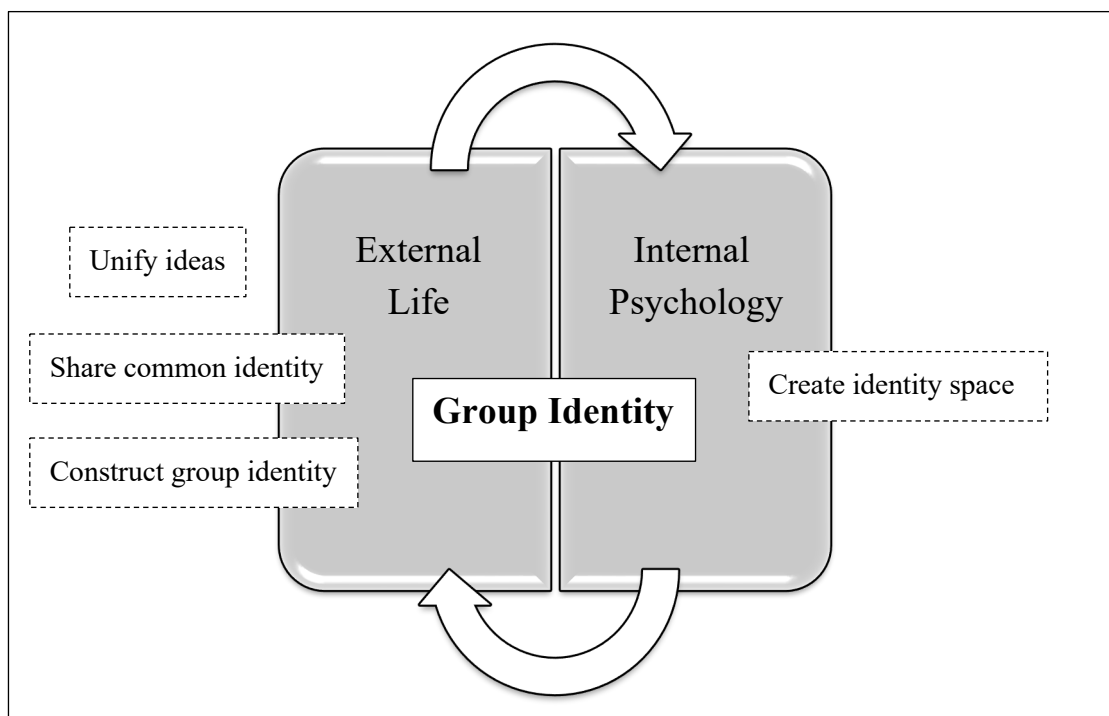 External
Life
Internal
Psychology
Unify ideas
Share common identity
Construct group identity
Group Identity
Create identity space